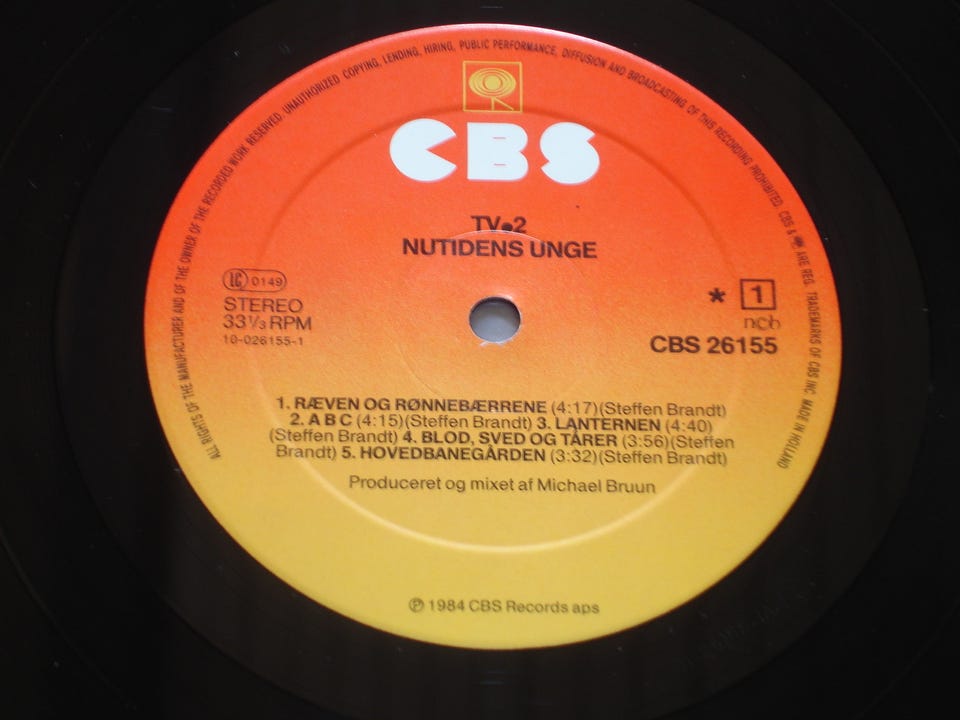 ALL RIGHTS OF THE MANUFACTURER AND OF THE OWNER OF THE RECORDED WORK RESERVED. UNAUTHORIZED COPYING, LENDING, HIRING, PUBLIC PERFORMANCE, DIFFUSION AND BROADCASTING OF THIS RECORDING PROHIBITED. CBS & ARE REG. TRADEMARKS OF CBS INC. MADE IN HOLLAND
CBS
TV•2
NUTIDENS UNGE
LC 0149
STEREO
33⅓ RPM
10-026155-1
* 1
ncb
CBS 26155
1. RÆVEN OG RØNNEBÆRRENE (4:17)(Steffen Brandt)
2. A B C (4:15)(Steffen Brandt) 3. LANTERNEN (4:40)
(Steffen Brandt) 4. BLOD, SVED OG TÅRER (3:56)(Steffen
Brandt) 5. HOVEDBANEGÅRDEN (3:32)(Steffen Brandt)
Produceret og mixet af Michael Bruun
℗ 1984 CBS Records aps